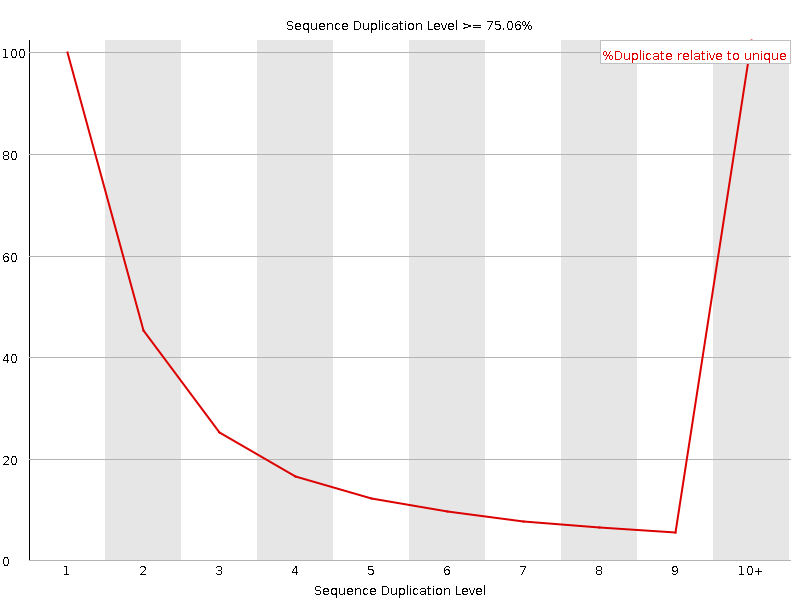 Sequence Duplication Level >= 75.06%
%Duplicate relative to unique
100
80
60
40
20
0
1 2 3 4 5 6 7 8 9 10+
Sequence Duplication Level